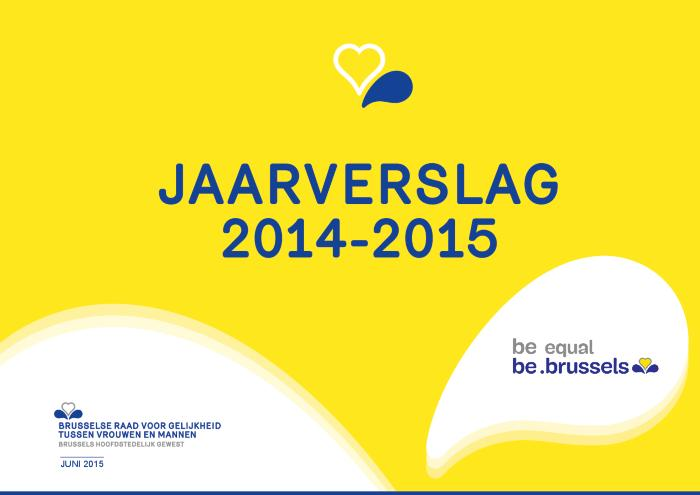 JAARVERSLAG
2014-2015
be equal
be.brussels
BRUSSELSE RAAD VOOR GELIJKHEID
TUSSEN VROUWEN EN MANNEN
BRUSSELS HOOFDSTEDELIJK GEWEST
JUNI 2015